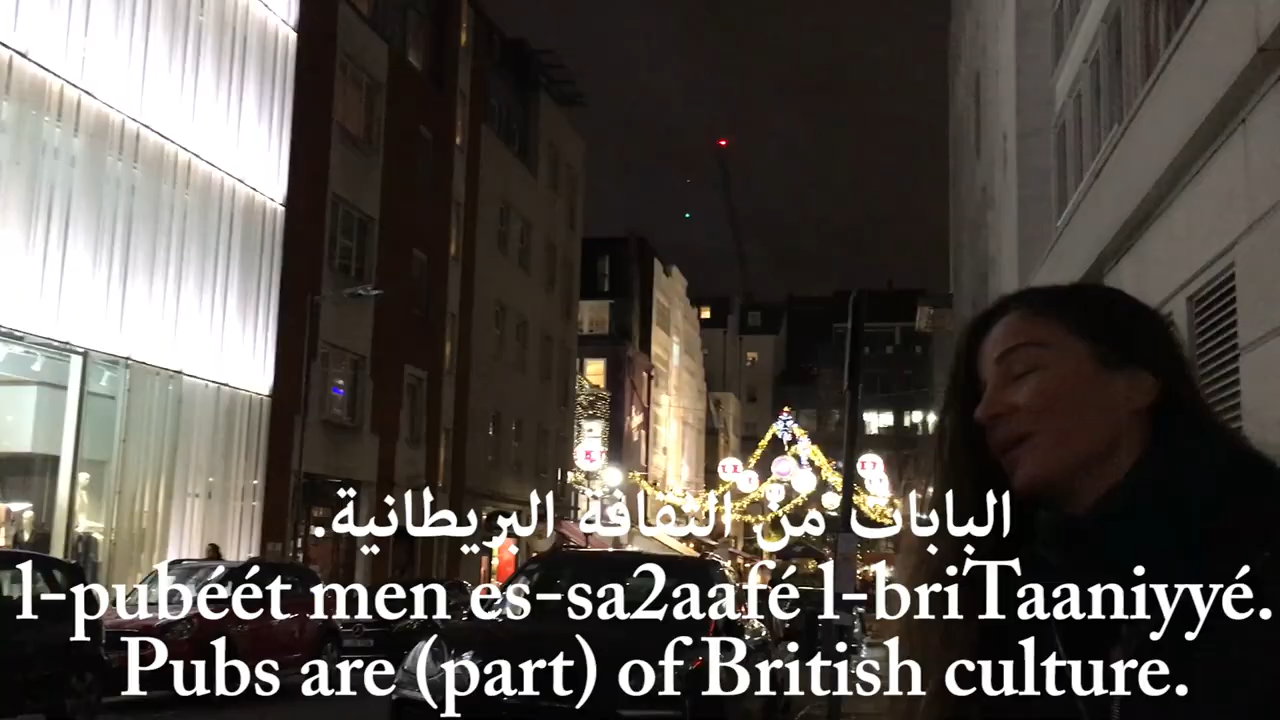 البابات من الثقافة البريطانية.
l-pubéét men es-sa2aafé l-briTaaniyyé.
Pubs are (part) of British culture.